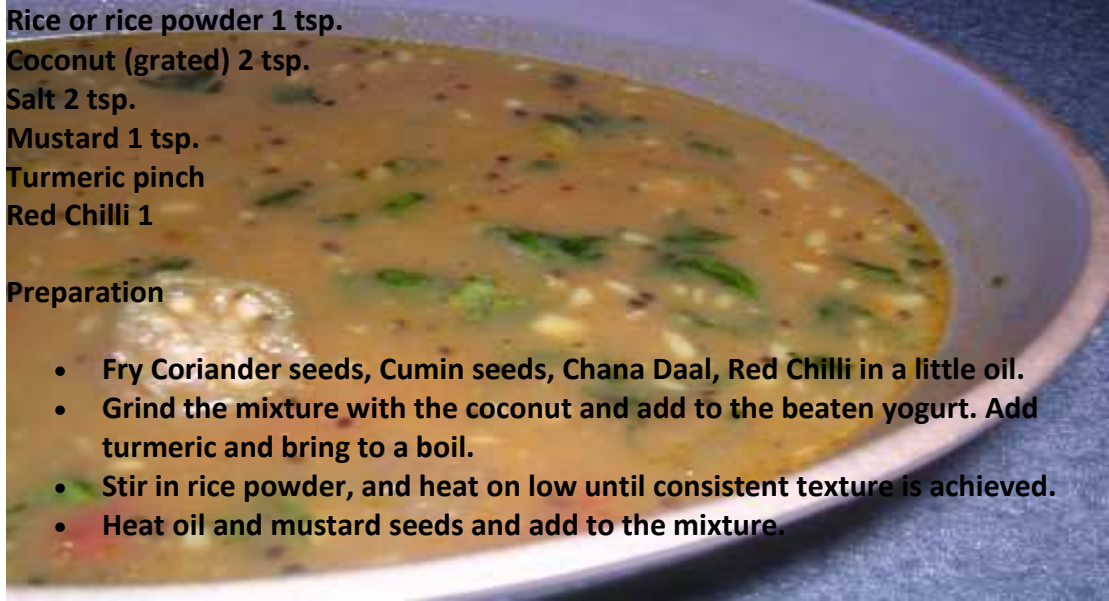 Rice or rice powder 1 tsp.
Coconut (grated) 2 tsp.
Salt 2 tsp.
Mustard 1 tsp.
Turmeric pinch
Red Chilli 1
Preparation
• Fry Coriander seeds, Cumin seeds, Chana Daal, Red Chilli in a little oil.
• Grind the mixture with the coconut and add to the beaten yogurt. Add
turmeric and bring to a boil.
• Stir in rice powder, and heat on low until consistent texture is achieved.
• Heat oil and mustard seeds and add to the mixture.